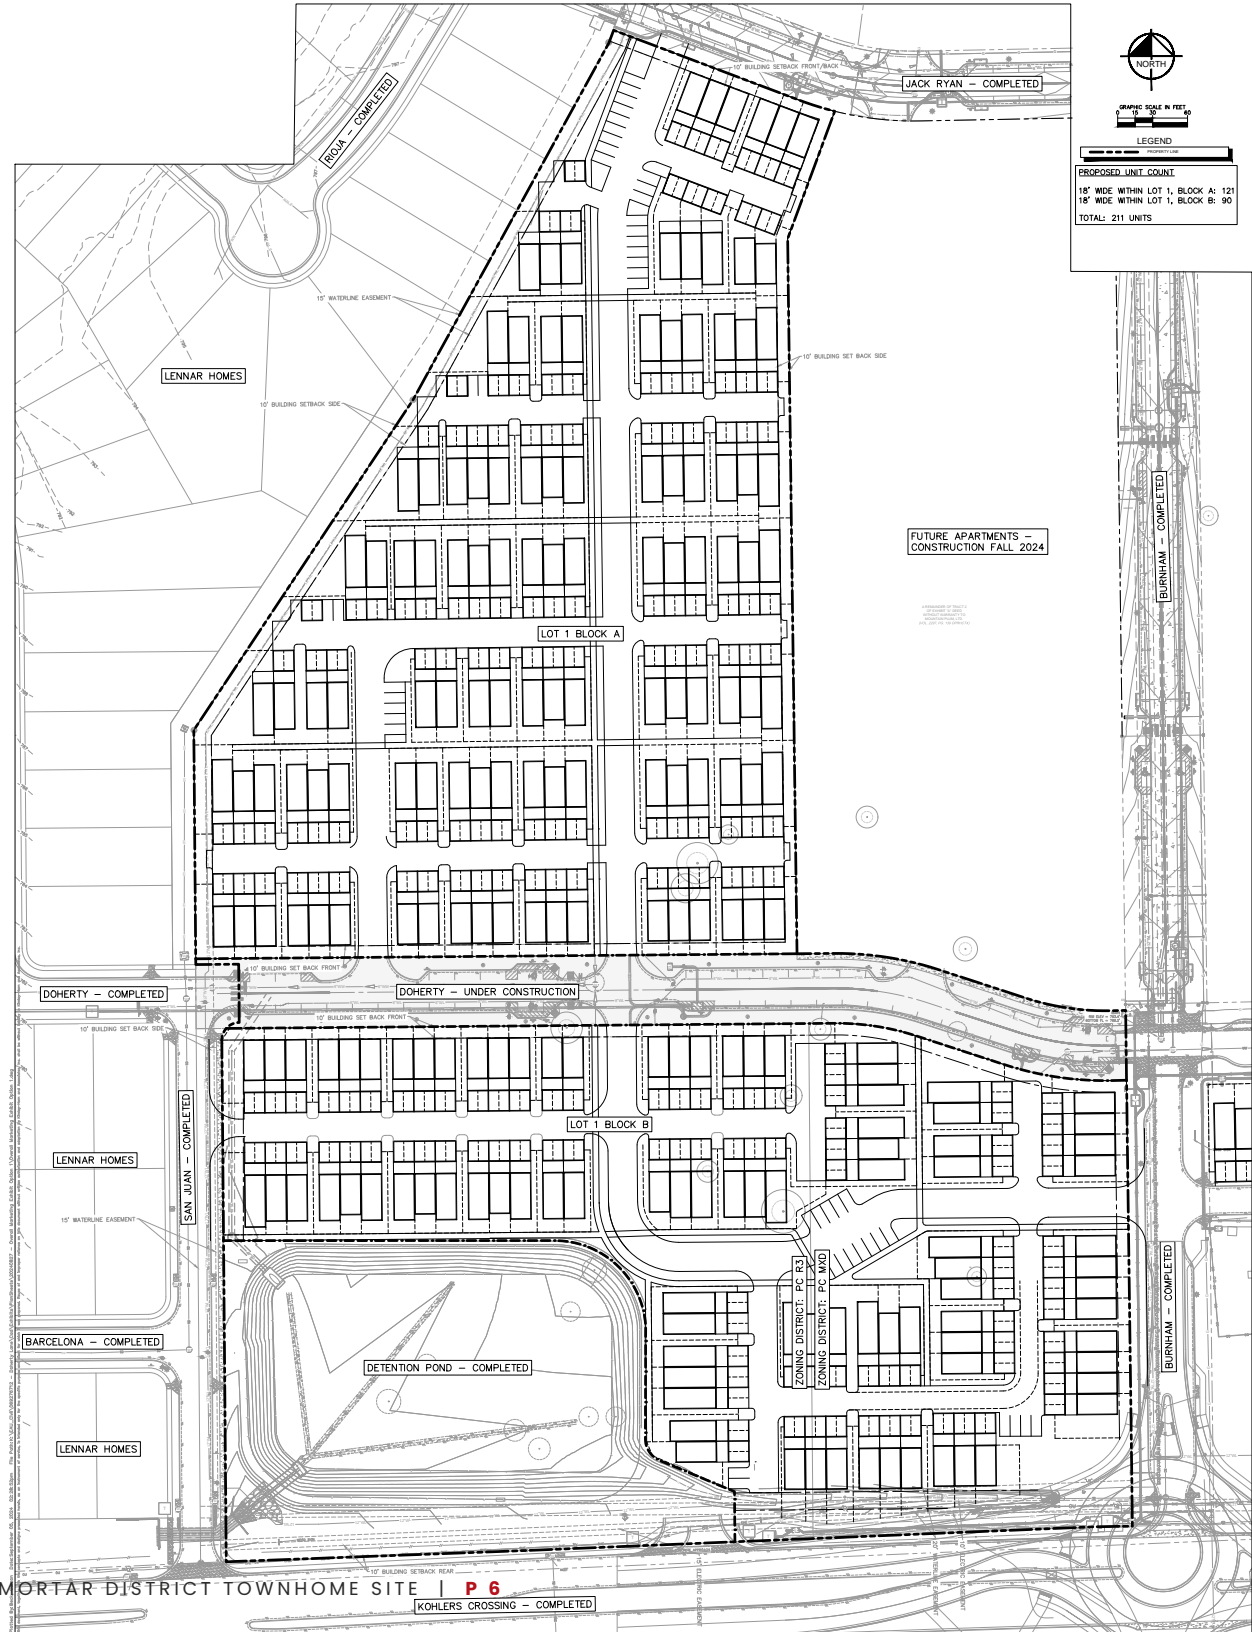 10' BUILDING SETBACK FRONT/BACK
JACK RYAN – COMPLETED
NORTH
GRAPHIC SCALE IN FEET
0 15 30 60
LEGEND
PROPERTY LINE
PROPOSED UNIT COUNT
18' WIDE WITHIN LOT 1, BLOCK A: 121
18' WIDE WITHIN LOT 1, BLOCK B: 90
TOTAL: 211 UNITS
RIOJA – COMPLETED
15' WATERLINE EASEMENT
10' BUILDING SET BACK SIDE
LENNAR HOMES
10' BUILDING SETBACK SIDE
BURNHAM – COMPLETED
FUTURE APARTMENTS –
CONSTRUCTION FALL 2024
LOT 1 BLOCK A
10' BUILDING SET BACK FRONT
DOHERTY – COMPLETED
DOHERTY – UNDER CONSTRUCTION
10' BUILDING SET BACK FRONT
10' BUILDING SET BACK SIDE
SAN JUAN – COMPLETED
LOT 1 BLOCK B
LENNAR HOMES
15' WATERLINE EASEMENT
ZONING DISTRICT: PC R3
ZONING DISTRICT: PC MXD
BURNHAM – COMPLETED
BARCELONA – COMPLETED
DETENTION POND – COMPLETED
LENNAR HOMES
10' BUILDING SETBACK REAR
MORTAR DISTRICT TOWNHOME SITE | P 6
KOHLERS CROSSING – COMPLETED